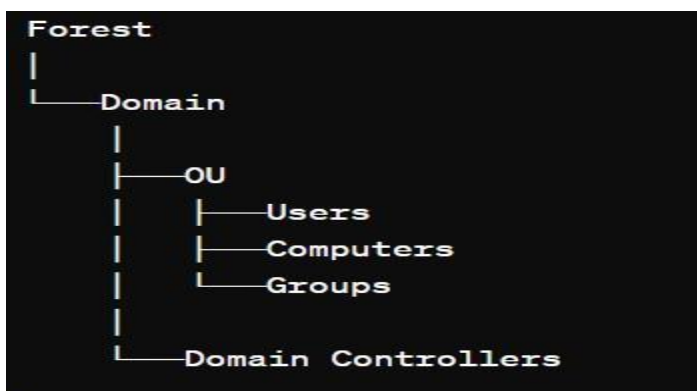 Forest
Domain
OU
Users
Computers
Groups
Domain Controllers